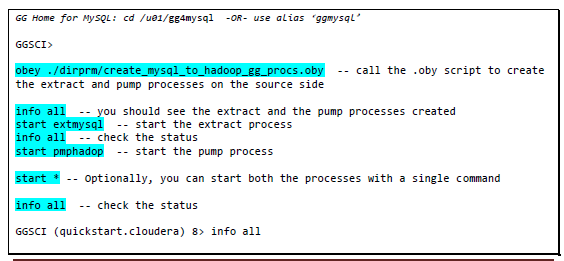 GG Home for MySQL: cd /u01/gg4mysql  -OR- use alias ‘ggmysql’
GGSCI>
obey ./dirprm/create_mysql_to_hadoop_gg_procs.oby  -- call the .oby script to create
the extract and pump processes on the source side
info all  -- you should see the extract and the pump processes created
start extmysql  -- start the extract process
info all  -- check the status
start pmphadop  -- start the pump process
start * -- Optionally, you can start both the processes with a single command
info all  -- check the status
GGSCI (quickstart.cloudera) 8> info all